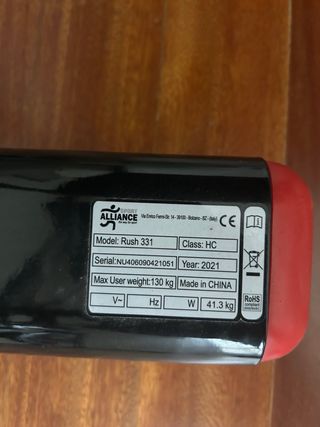 SPORT
ALLIANCE
Via Enrico Fermi-Str. 14 - 39100 - Bolzano - BZ - (Italy)
CE
Model: Rush 331
Class: HC
Serial:NU406090421051
Year: 2021
Max User weight:130 kg
Made in CHINA
V~
Hz
W
41.3 kg
RoHS